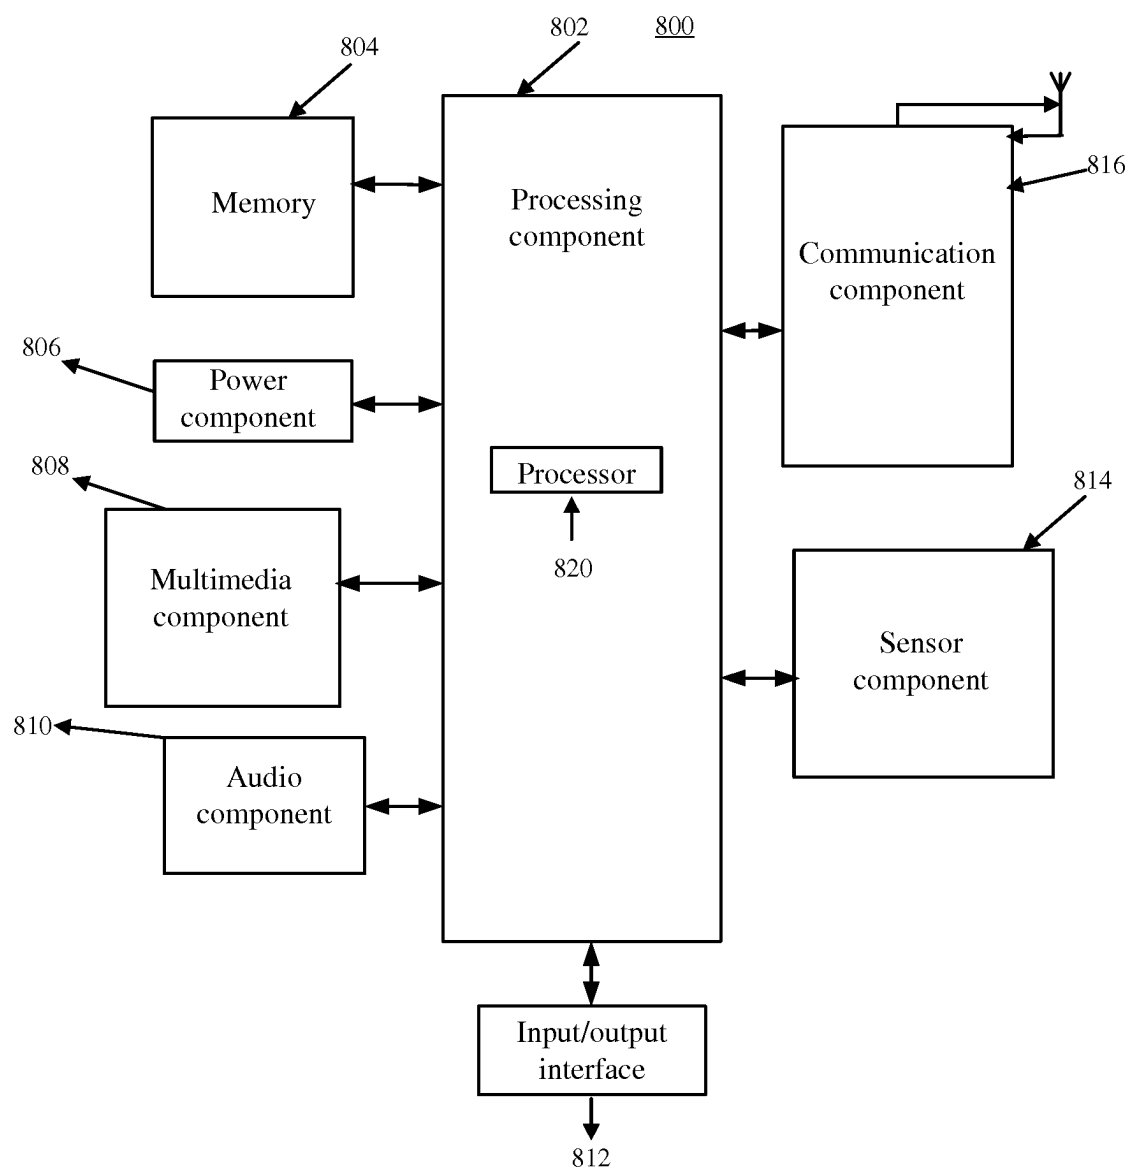 802
800
804
816
Memory
Processing
component
Communication
component
806
Power
component
808
Processor
820
814
Multimedia
component
Sensor
component
810
Audio
component
Input/output
interface
812